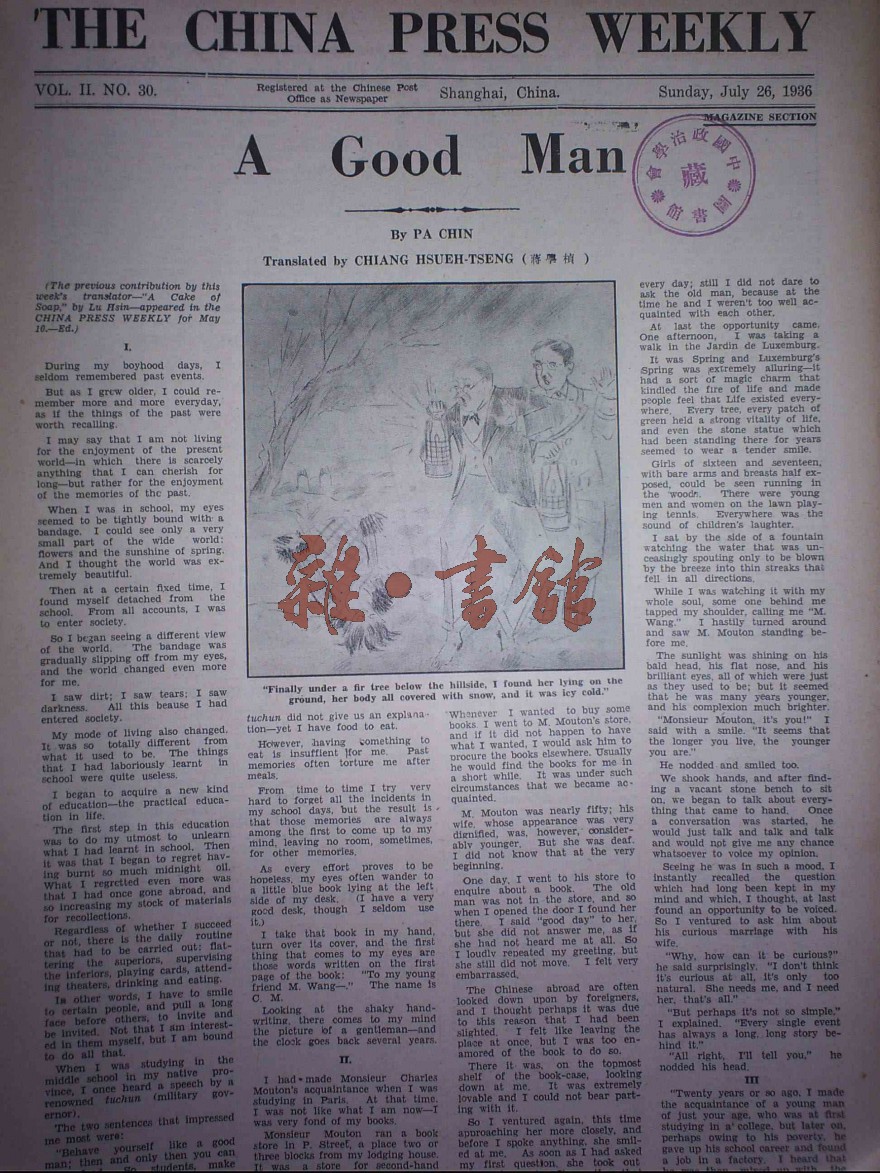 THE CHINA PRESS WEEKLY
VOL. II. NO. 30.
Registered at the Chinese Post
Office as Newspaper
Shanghai, China.
Sunday, July 26, 1936
MAGAZINE SECTION
A Good Man
中國政治學會
圖書館
藏
By PA CHIN
Translated by CHIANG HSUEH-TSENG (蔣學楨)
(The previous contribution by this
week's translator—"A Cake of
Soap," by Lu Hsin—appeared in the
CHINA PRESS WEEKLY for May
10.—Ed.)
I.
During my boyhood days, I
seldom remembered past events.
But as I grew older, I could re-
member more and more everyday,
as if the things of the past were
worth recalling.
I may say that I am not living
for the enjoyment of the present
world—in which there is scarcely
anything that I can cherish for
long—but rather for the enjoyment
of the memories of the past.
When I was in school, my eyes
seemed to be tightly bound with a
bandage. I could see only a very
small part of the wide world:
flowers and the sunshine of spring.
And I thought the world was ex-
tremely beautiful.
Then at a certain fixed time, I
found myself detached from the
school. From all accounts, I was
to enter society.
So I began seeing a different view
of the world. The bandage was
gradually slipping off from my eyes,
and the world changed even more
for me.
I saw dirt; I saw tears; I saw
darkness. All this beause I had
entered society.
My mode of living also changed.
It was so totally different from
what it used to be. The things
that I had laboriously learnt in
school were quite useless.
I began to acquire a new kind
of education—the practical educa-
tion in life.
The first step in this education
was to do my utmost to unlearn
what I had learnt in school. Then
it was that I began to regret hav-
ing burnt so much midnight oil.
What I regretted even more was
that I had once gone abroad, and
so increasing my stock of materials
for recollections.
Regardless of whether I succeed
or not, there is the daily routine
that had to be carried out: flat-
tering the superiors, supervising
the inferiors, playing cards, attend-
ing theaters, drinking and eating.
In other words, I have to smile
to certain people, and pull a long
face before others, to invite and
be invited. Not that I am interest-
ed in them myself, but I am bound
to do all that.
When I was studying in the
middle school in my native pro-
vince, I once heard a speech by a
renowned tuchun (military gov-
ernor).
The two sentences that impressed
me most were:
"Behave yourself like a good
man; then and only then you can
So students, make
雜·書館
"Finally under a fir tree below the hillside, I found her lying on the
ground, her body all covered with snow, and it was icy cold."
tuchun did not give us an explana-
tion—yet I have food to eat.
However, having something to
eat is insuffient for me. Past
memories often torture me after
meals.
From time to time I try very
hard to forget all the incidents in
my school days, but the result is
that those memories are always
among the first to come up to my
mind, leaving no room, sometimes,
for other memories.
As every effort proves to be
hopeless, my eyes often wander to
a little blue book lying at the left
side of my desk. (I have a very
good desk, though I seldom use
it.)
I take that book in my hand,
turn over its cover, and the first
thing that comes to my eyes are
those words written on the first
page of the book: "To my young
friend M. Wang—." The name is
C. M.
Looking at the shaky hand-
writing, there comes to my mind
the picture of a gentleman—and
the clock goes back several years.
II.
I had made Monsieur Charles
Mouton's acquaintance when I was
studying in Paris. At that time,
I was not like what I am now—I
was very fond of books.
Monsieur Mouton ran a book
store in P. Street, a place two or
three blocks from my lodging house.
It was a store for second-hand
Whenever I wanted to buy some
books I went to M. Mouton's store,
and if it did not happen to have
what I wanted, I would ask him to
procure the books elsewhere. Usually
he would find the books for me in
a short while. It was under such
circumstances that we became ac-
quainted.
M. Mouton was nearly fifty; his
wife, whose appearance was very
dignified, was, however, consider-
ably younger. But she was deaf.
I did not know that at the very
beginning.
One day, I went to his store to
enquire about a book. The old
man was not in the store, and so
when I opened the door I found her
there. I said "good day" to her,
but she did not answer me, as if
she had not heard me at all. So
I loudly repeated my greeting, but
she still did not move. I felt very
embarrassed.
The Chinese abroad are often
looked down upon by foreigners,
and I thought perhaps it was due
to this reason that I had been
slighted. I felt like leaving the
place at once, but I was too en-
amored of the book to do so.
There it was, on the topmost
shelf of the book-case, looking
down at me. It was extremely
lovable and I could not bear part-
ing with it.
So I ventured again, this time
approaching her more closely, and
before I spoke anything, she smil-
ed at me. As soon as I had asked
my first question, she took out
every day; still I did not dare to
ask the old man, because at the
time he and I weren't too well ac-
quainted with each other.
At last the opportunity came.
One afternoon, I was taking a
walk in the Jardin de Luxemburg.
It was Spring and Luxemburg's
Spring was extremely alluring—it
had a sort of magic charm that
kindled the fire of life and made
people feel that Life existed every-
where. Every tree, every patch of
green held a strong vitality of life,
and even the stone statue which
had been standing there for years
seemed to wear a tender smile.
Girls of sixteen and seventeen,
with bare arms and breasts half ex-
posed, could be seen running in
the woods. There were young
men and women on the lawn play-
ing tennis. Everywhere was the
sound of children's laughter.
I sat by the side of a fountain
watching the water that was un-
ceasingly spouting only to be blown
by the breeze into thin streaks that
fell in all directions.
While I was watching it with my
whole soul, some one behind me
tapped my shoulder, calling me "M.
Wang." I hastily turned around
and saw M. Mouton standing be-
fore me.
The sunlight was shining on his
bald head, his flat nose, and his
brilliant eyes, all of which were just
as they used to be; but it seemed
that he was many years younger,
and his complexion much brighter.
"Monsieur Mouton, it's you!" I
said with a smile. "It seems that
the longer you live, the younger
you are."
He nodded and smiled too.
We shook hands, and after find-
ing a vacant stone bench to sit
on, we began to talk about every-
thing that came to hand. Once
a conversation was started, he
would just talk and talk and talk
and would not give me any chance
whatsoever to voice my opinion.
Seeing he was in such a mood, I
instantly recalled the question
which had long been kept in my
mind and which, I thought, at last
found an opportunity to be voiced.
So I ventured to ask him about
his curious marriage with his
wife.
"Why, how can it be curious?"
he said surprisingly. "I don't think
it's curious at all, it's only too
natural. She needs me, and I need
her, that's all."
"But perhaps it's not so simple,"
I explained. "Every single event
has always a long, long story be-
hind it."
"All right, I'll tell you," he
nodded his head.
III
"Twenty years or so ago, I made
the acquaintance of a young man
of just your age, who was at first
studying in a college, but later on,
perhaps owing to his poverty, he
gave up his school career and found
a job in a factory. I heard that